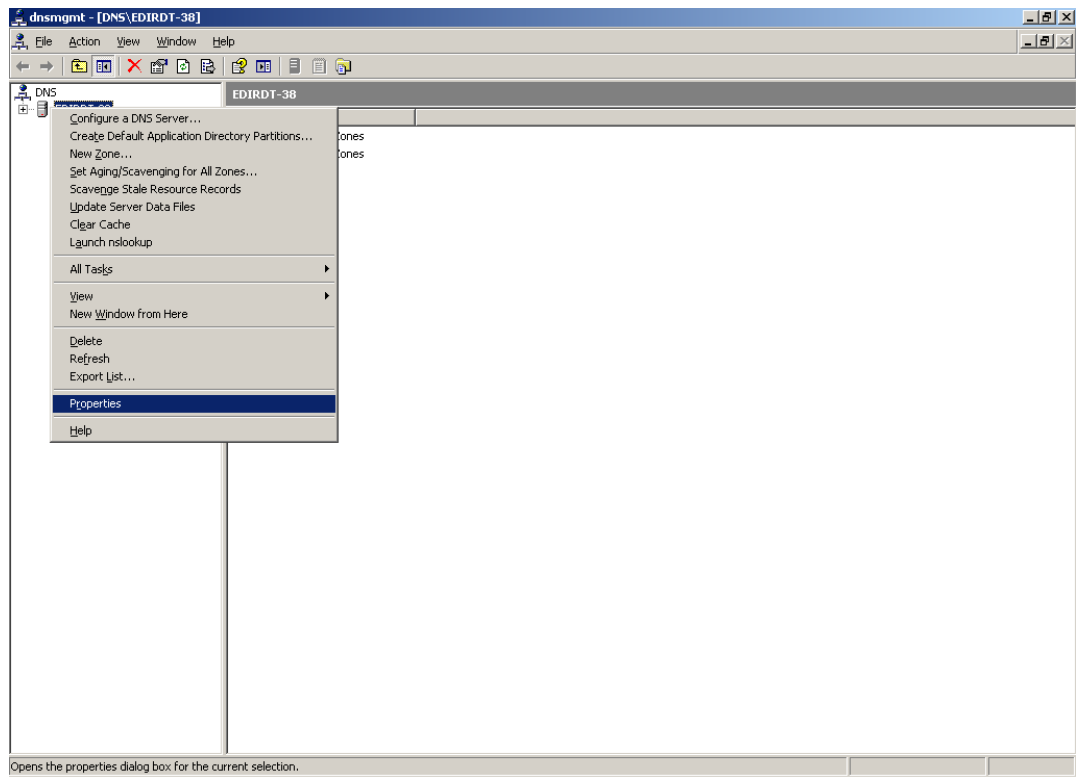 dnsmgmt - [DNS\EDIRDT-38]
File Action View Window Help
DNS
EDIRDT-38
Configure a DNS Server...
Create Default Application Directory Partitions...
New Zone...
Set Aging/Scavenging for All Zones...
Scavenge Stale Resource Records
Update Server Data Files
Clear Cache
Launch nslookup
All Tasks
View
New Window from Here
Delete
Refresh
Export List...
Properties
Help
Zones
Zones
Opens the properties dialog box for the current selection.